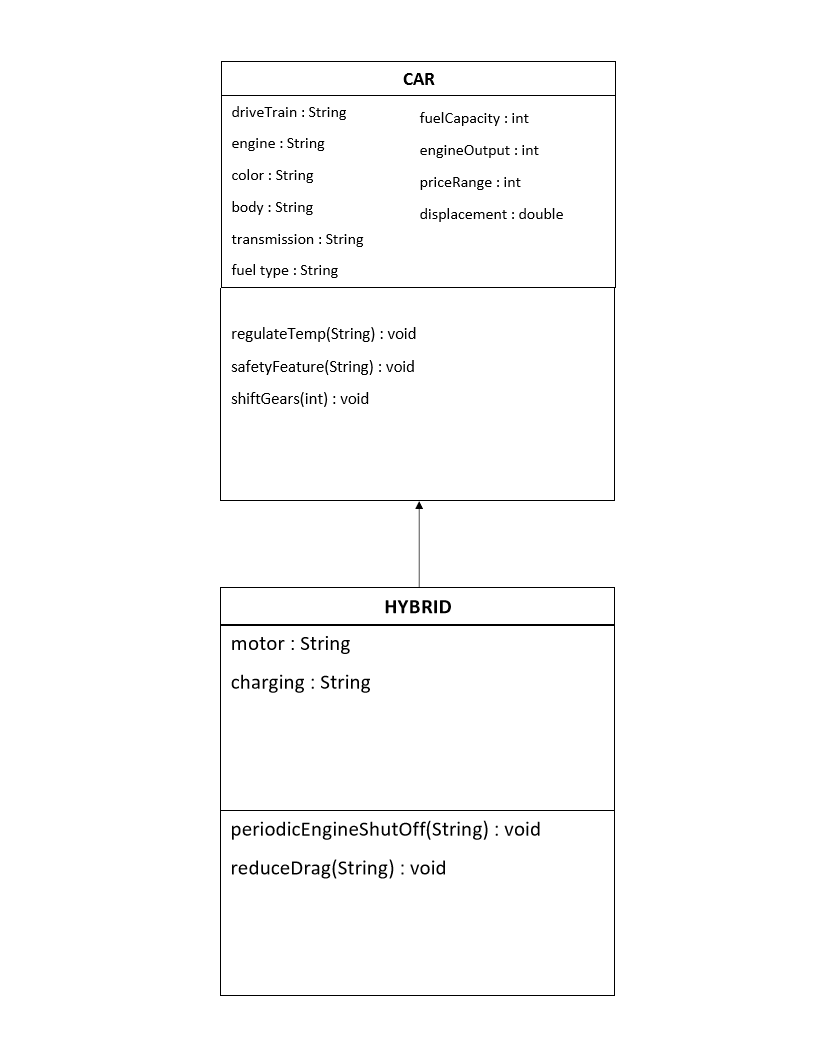 CAR
driveTrain : String
engine : String
color : String
body : String
transmission : String
fuel type : String
fuelCapacity : int
engineOutput : int
priceRange : int
displacement : double
regulateTemp(String) : void
safetyFeature(String) : void
shiftGears(int) : void
HYBRID
motor : String
charging : String
periodicEngineShutOff(String) : void
reduceDrag(String) : void